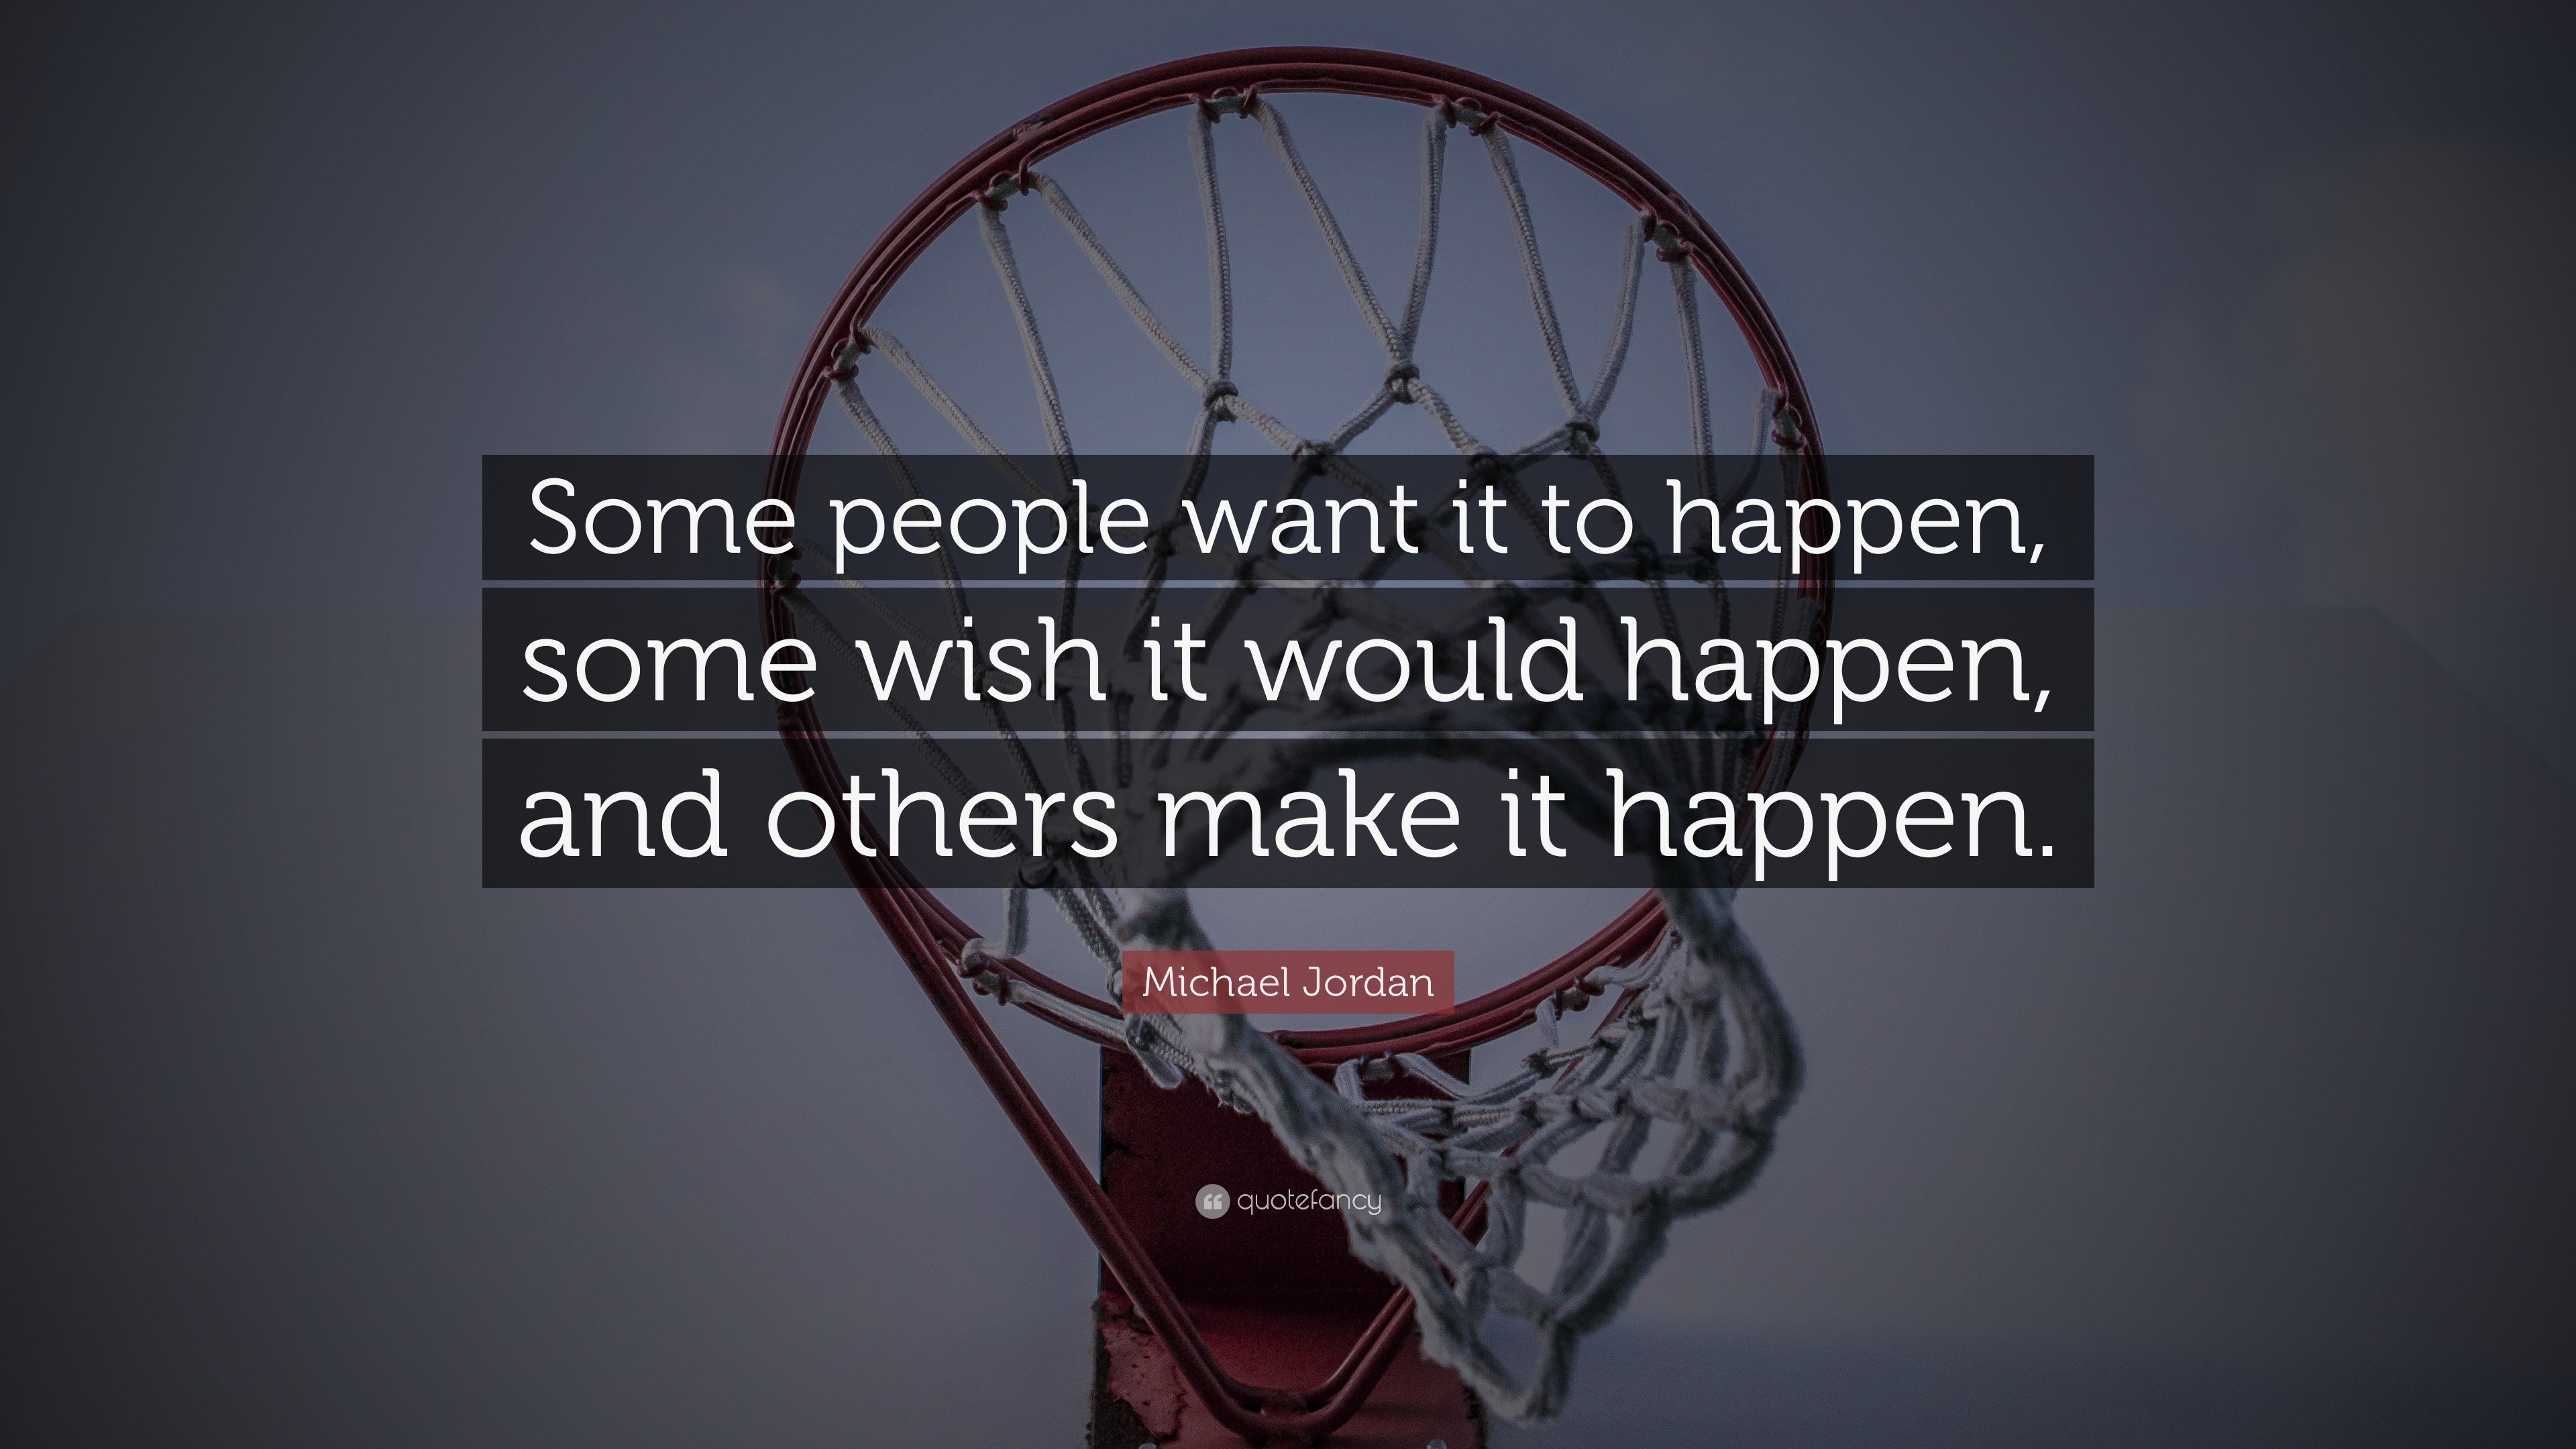 Some people want it to happen,
some wish it would happen,
and others make it happen.
Michael Jordan
quotefancy